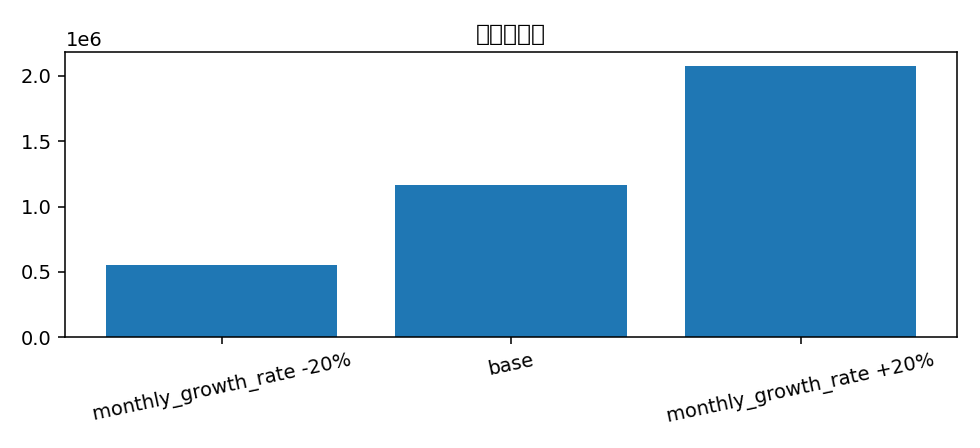 1e6
2.0
1.5
1.0
0.5
0.0
monthly_growth_rate -20%
base
monthly_growth_rate +20%